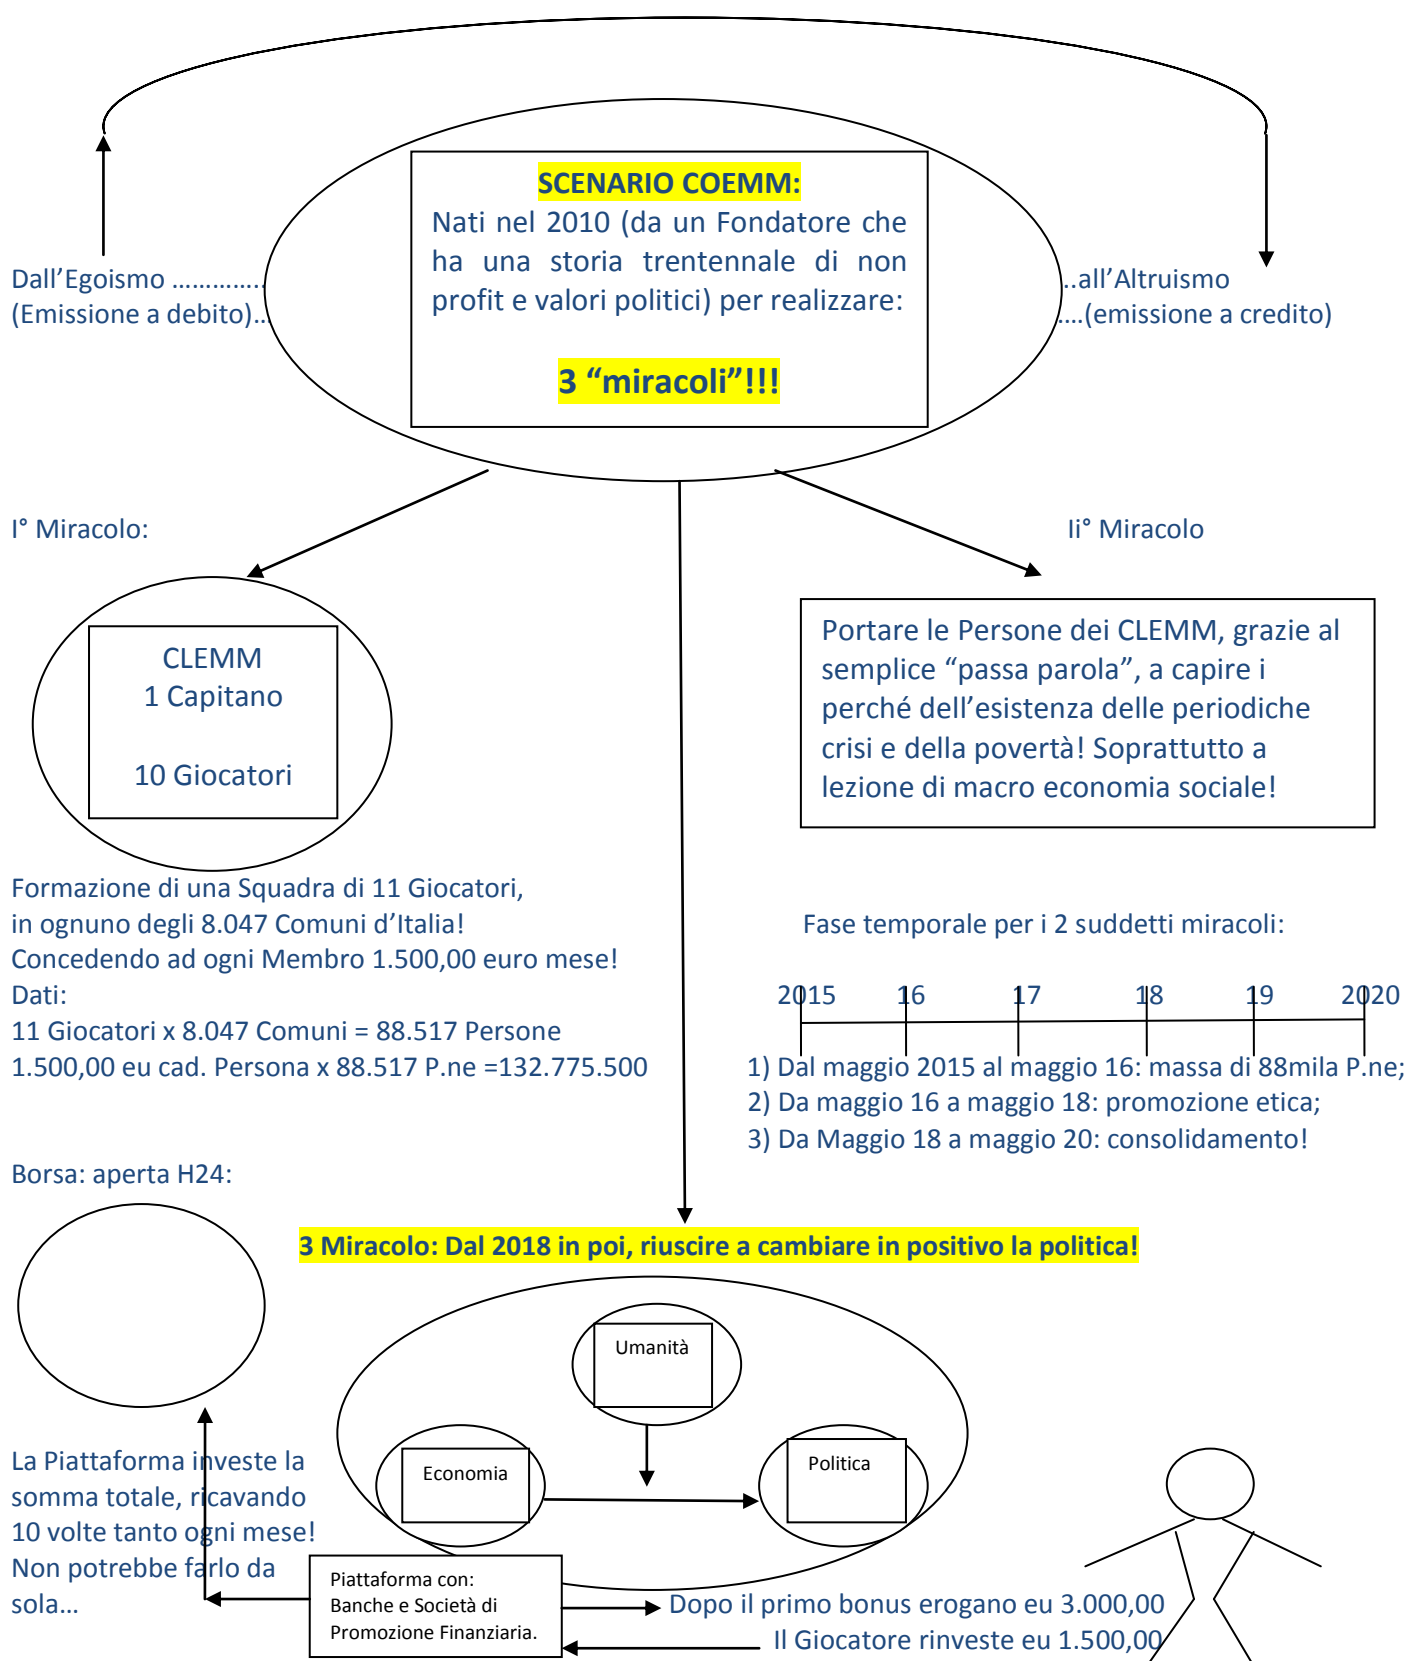 SCENARIO COEMM:
Nati nel 2010 (da un Fondatore che
ha una storia trentennale di non
profit e valori politici) per realizzare:
3 “miracoli”!!!
Dall’Egoismo …………..
(Emissione a debito)…
..all’Altruismo
….(emissione a credito)
I° Miracolo:
Ii° Miracolo
CLEMM
1 Capitano
10 Giocatori
Portare le Persone dei CLEMM, grazie al
semplice “passa parola”, a capire i
perché dell’esistenza delle periodiche
crisi e della povertà! Soprattutto a
lezione di macro economia sociale!
Formazione di una Squadra di 11 Giocatori,
in ognuno degli 8.047 Comuni d’Italia!
Concedendo ad ogni Membro 1.500,00 euro mese!
Dati:
11 Giocatori x 8.047 Comuni = 88.517 Persone
1.500,00 eu cad. Persona x 88.517 P.ne =132.775.500
Fase temporale per i 2 suddetti miracoli:
2015 16 17 18 19 2020
1) Dal maggio 2015 al maggio 16: massa di 88mila P.ne;
2) Da maggio 16 a maggio 18: promozione etica;
3) Da Maggio 18 a maggio 20: consolidamento!
Borsa: aperta H24:
3 Miracolo: Dal 2018 in poi, riuscire a cambiare in positivo la politica!
Umanità
Economia
Politica
La Piattaforma investe la
somma totale, ricavando
10 volte tanto ogni mese!
Non potrebbe farlo da
sola…
Piattaforma con:
Banche e Società di
Promozione Finanziaria.
Dopo il primo bonus erogano eu 3.000,00
Il Giocatore rinveste eu 1.500,00